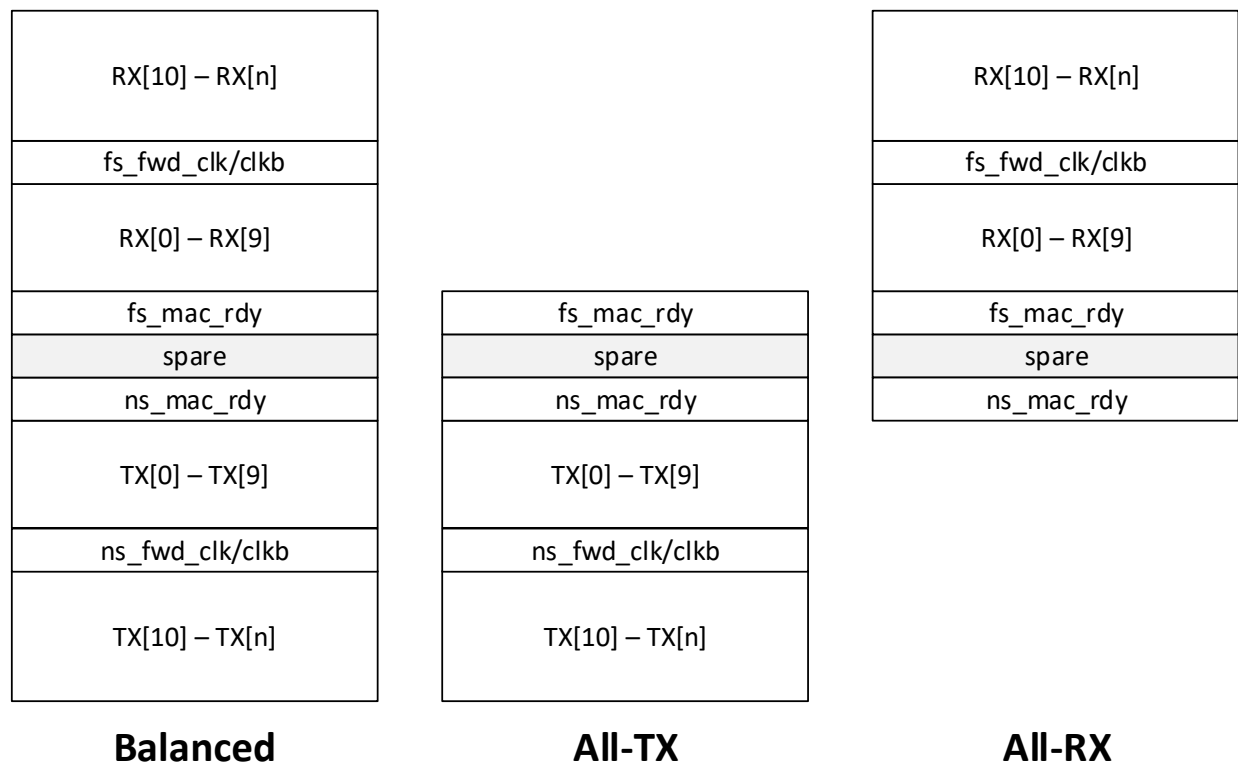 RX[10] – RX[n]
fs_fwd_clk/clkb
RX[0] – RX[9]
fs_mac_rdy
spare
ns_mac_rdy
TX[0] – TX[9]
ns_fwd_clk/clkb
TX[10] – TX[n]
Balanced
fs_mac_rdy
spare
ns_mac_rdy
TX[0] – TX[9]
ns_fwd_clk/clkb
TX[10] – TX[n]
All-TX
RX[10] – RX[n]
fs_fwd_clk/clkb
RX[0] – RX[9]
fs_mac_rdy
spare
ns_mac_rdy
All-RX